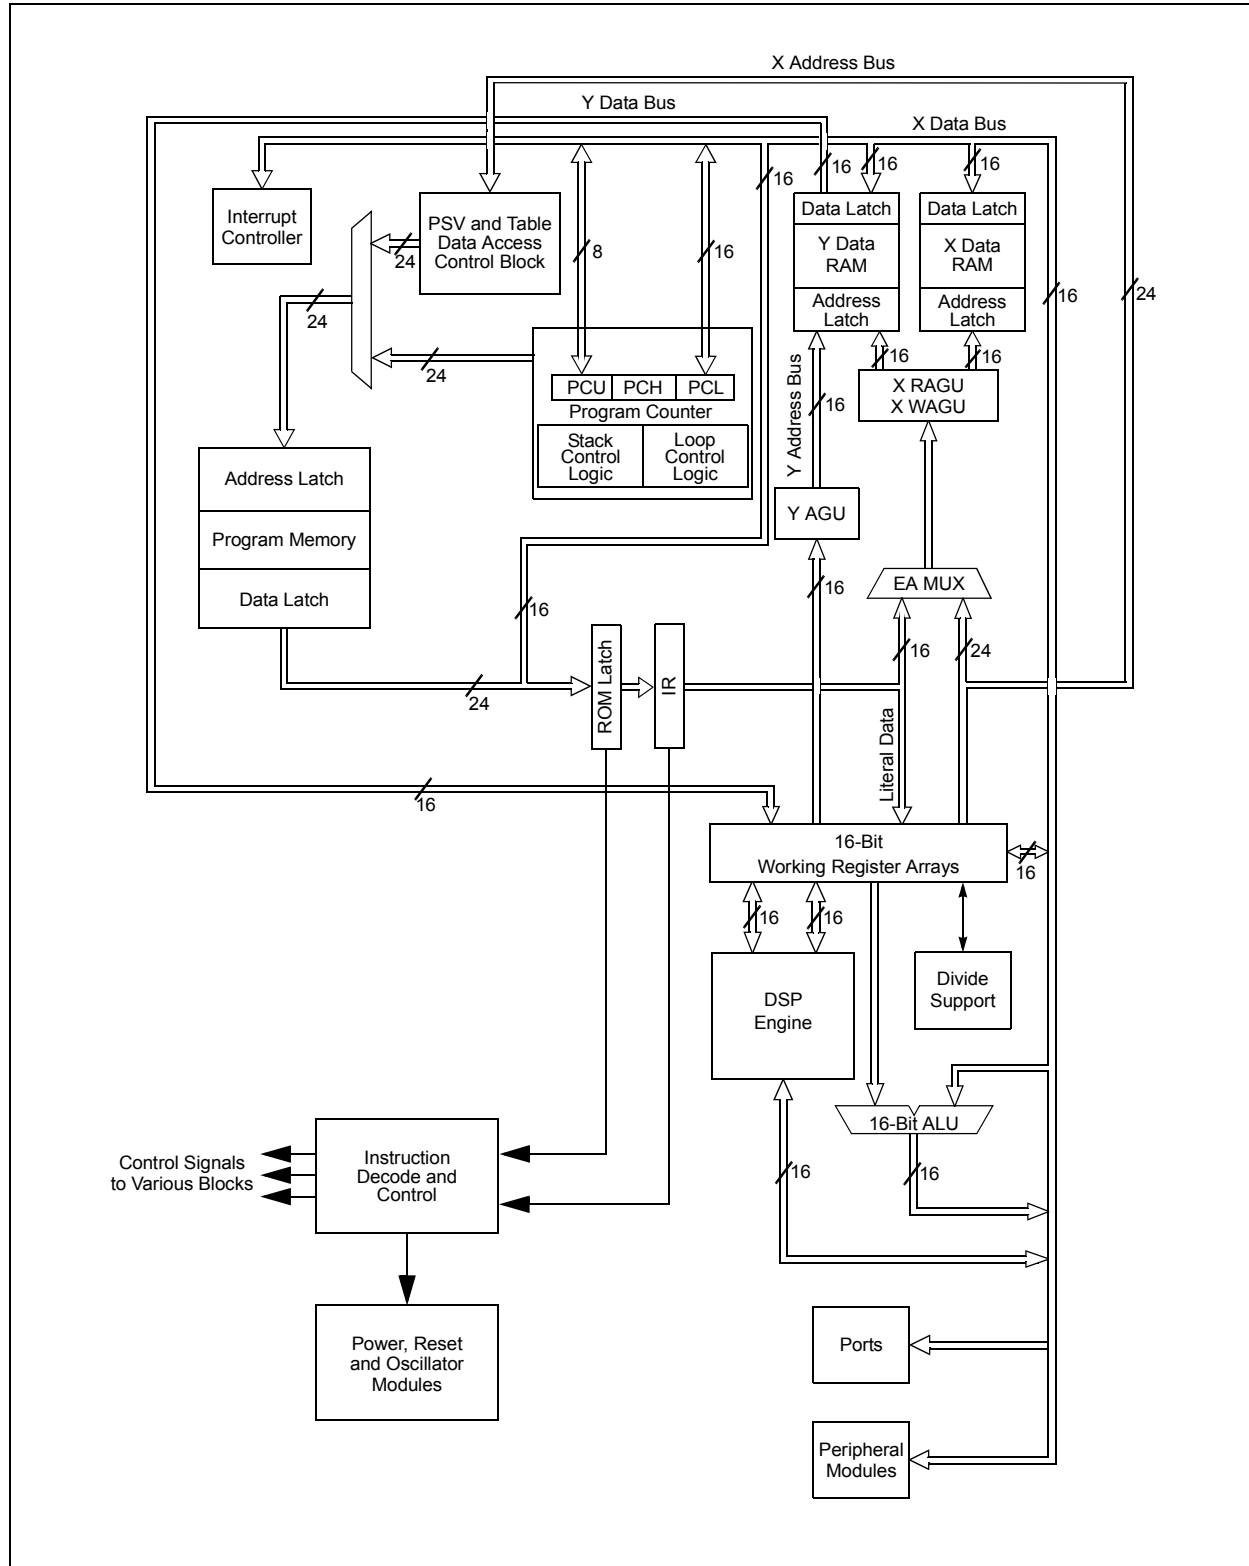 X Address Bus
Y Data Bus
X Data Bus
16
16
16
16
Interrupt
Controller
PSV and Table
Data Access
Control Block
Data Latch
Y Data
RAM
Address
Latch
Data Latch
X Data
RAM
Address
Latch
24
8
16
16
24
24
24
16
16
PCU
PCH
PCL
Program Counter
Stack
Control
Logic
Loop
Control
Logic
Y Address Bus
16
X RAGU
X WAGU
Address Latch
Program Memory
Data Latch
Y AGU
EA MUX
16
16
16
24
24
ROM Latch
IR
Literal Data
16
16-Bit
Working Register Arrays
16
16
16
DSP
Engine
Divide
Support
16-Bit ALU
16
16
Control Signals
to Various Blocks
Instruction
Decode and
Control
Power, Reset
and Oscillator
Modules
Ports
Peripheral
Modules